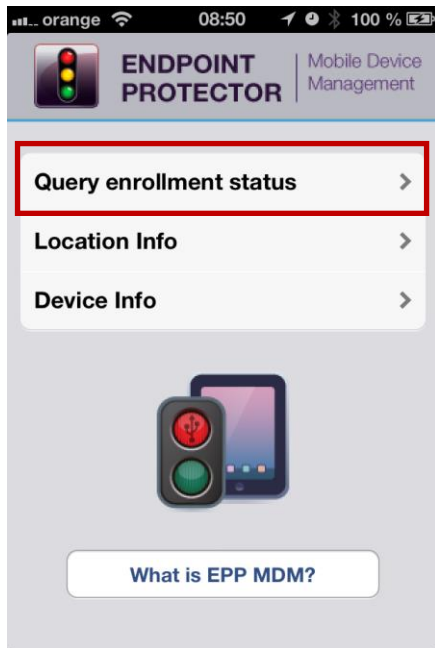 orange 08:50 100 %
ENDPOINT
PROTECTOR
Mobile Device
Management
Query enrollment status
Location Info
Device Info
What is EPP MDM?